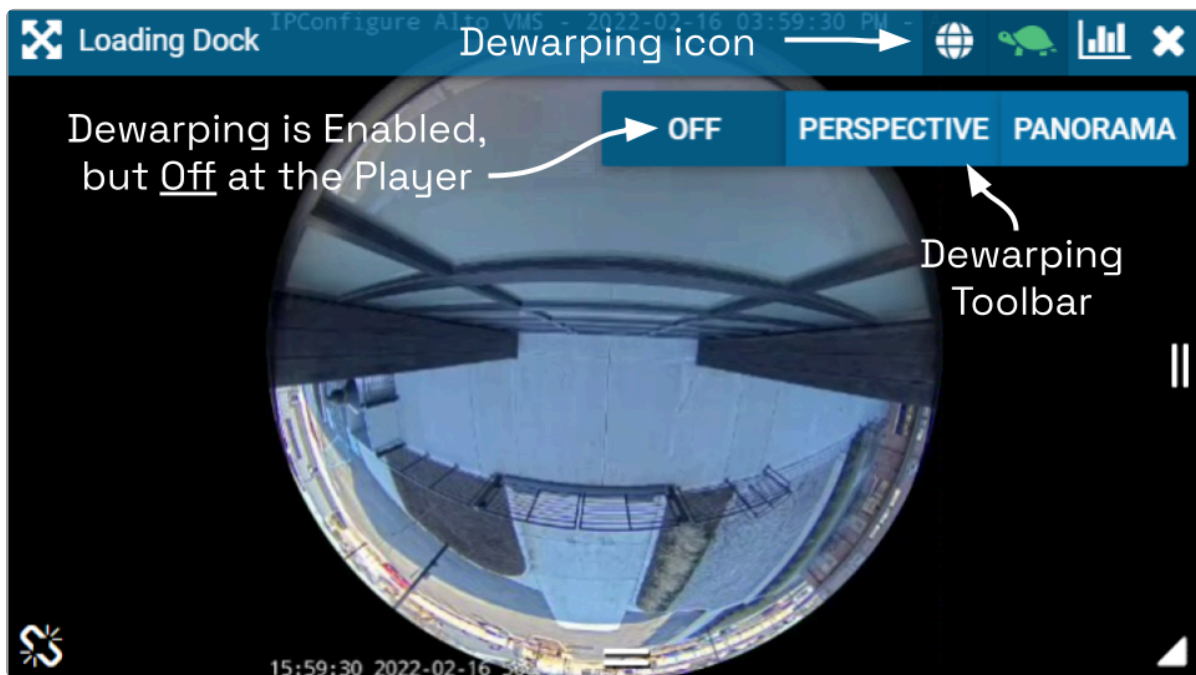 IPConfigure Alto VMS - 2022-02-16 03:59:30 PM -
Loading Dock
Dewarping icon
Dewarping is Enabled,
but Off at the Player
OFF
PERSPECTIVE
PANORAMA
Dewarping
Toolbar
15:59:30 2022-02-16